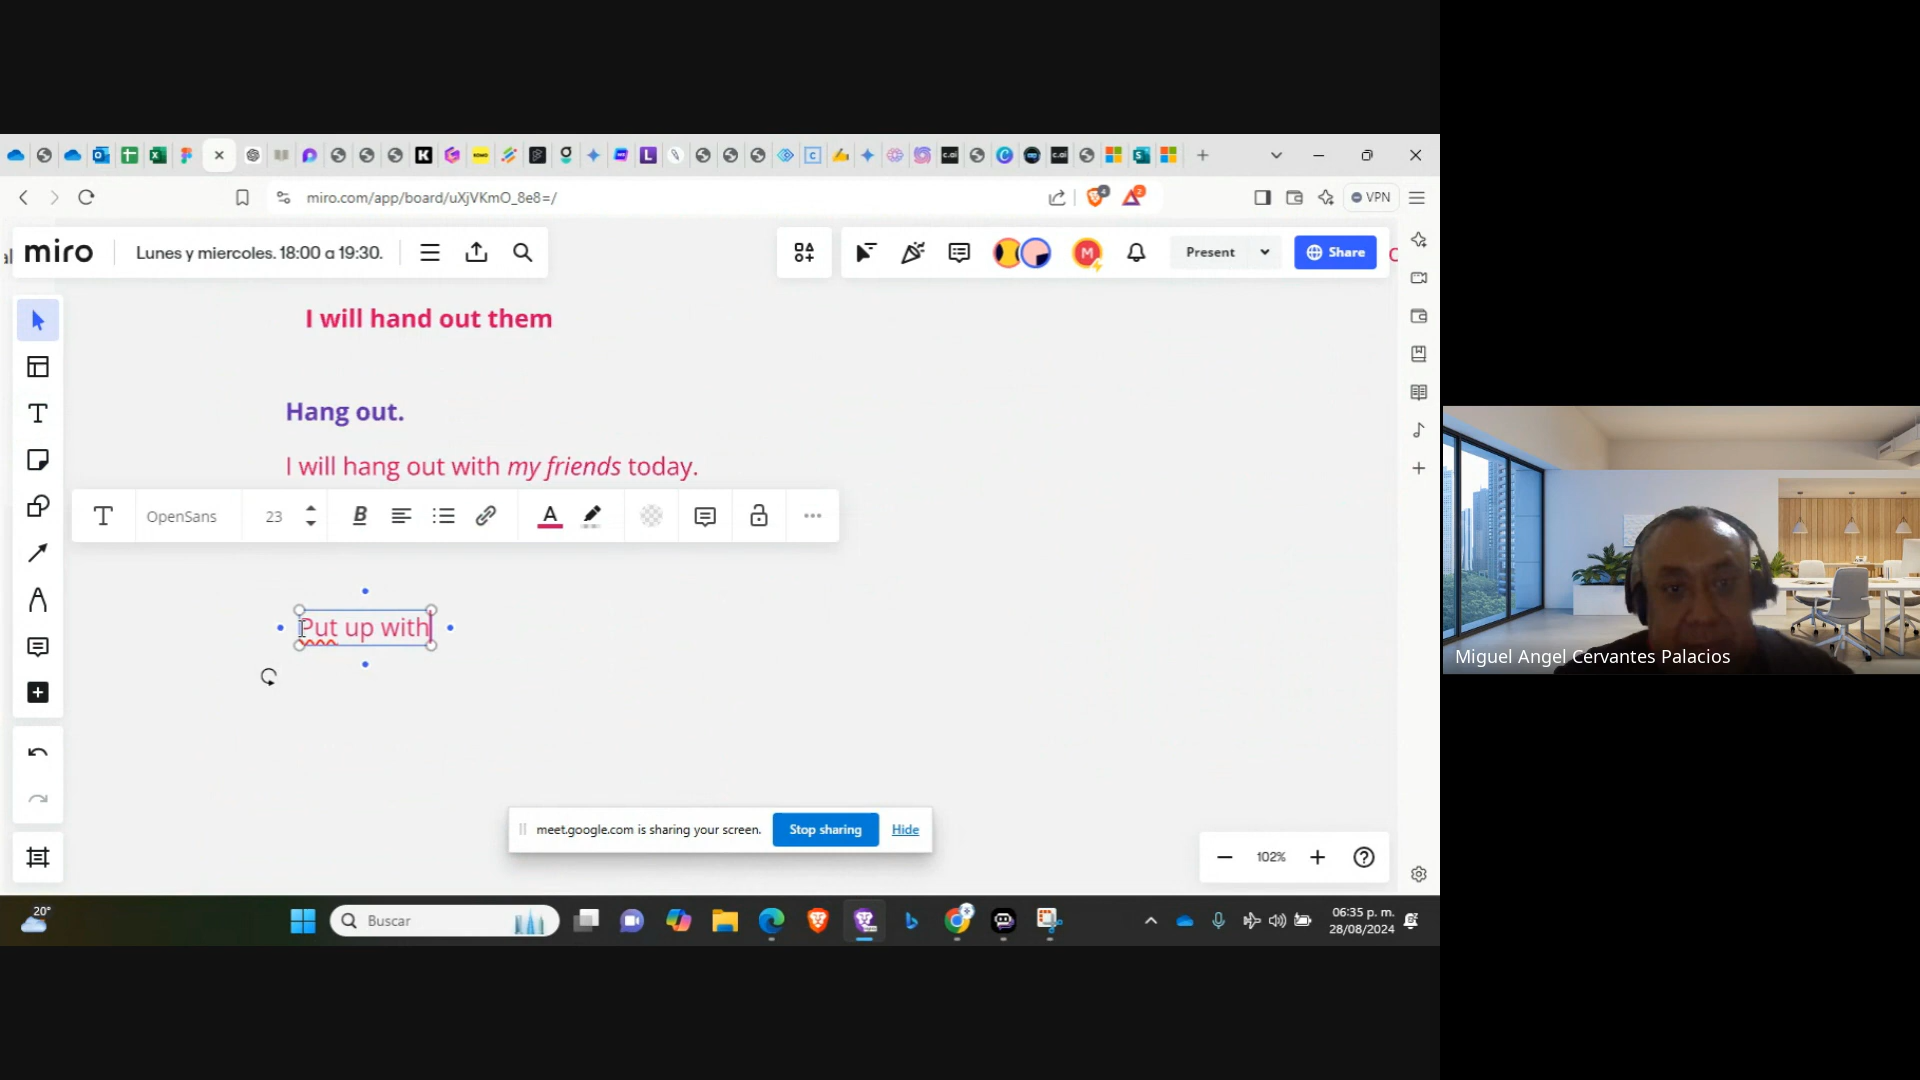 miro.com/app/board/uXjVKmO_8e8=/
VPN
miro
Lunes y miercoles. 18:00 a 19:30.
M
Present
Share
I will hand out them
Hang out.
I will hang out with my friends today.
OpenSans
23
B
A
Put up with
Miguel Angel Cervantes Palacios
meet.google.com is sharing your screen.
Stop sharing
Hide
102%
20°
Buscar
06:35 p. m.
28/08/2024